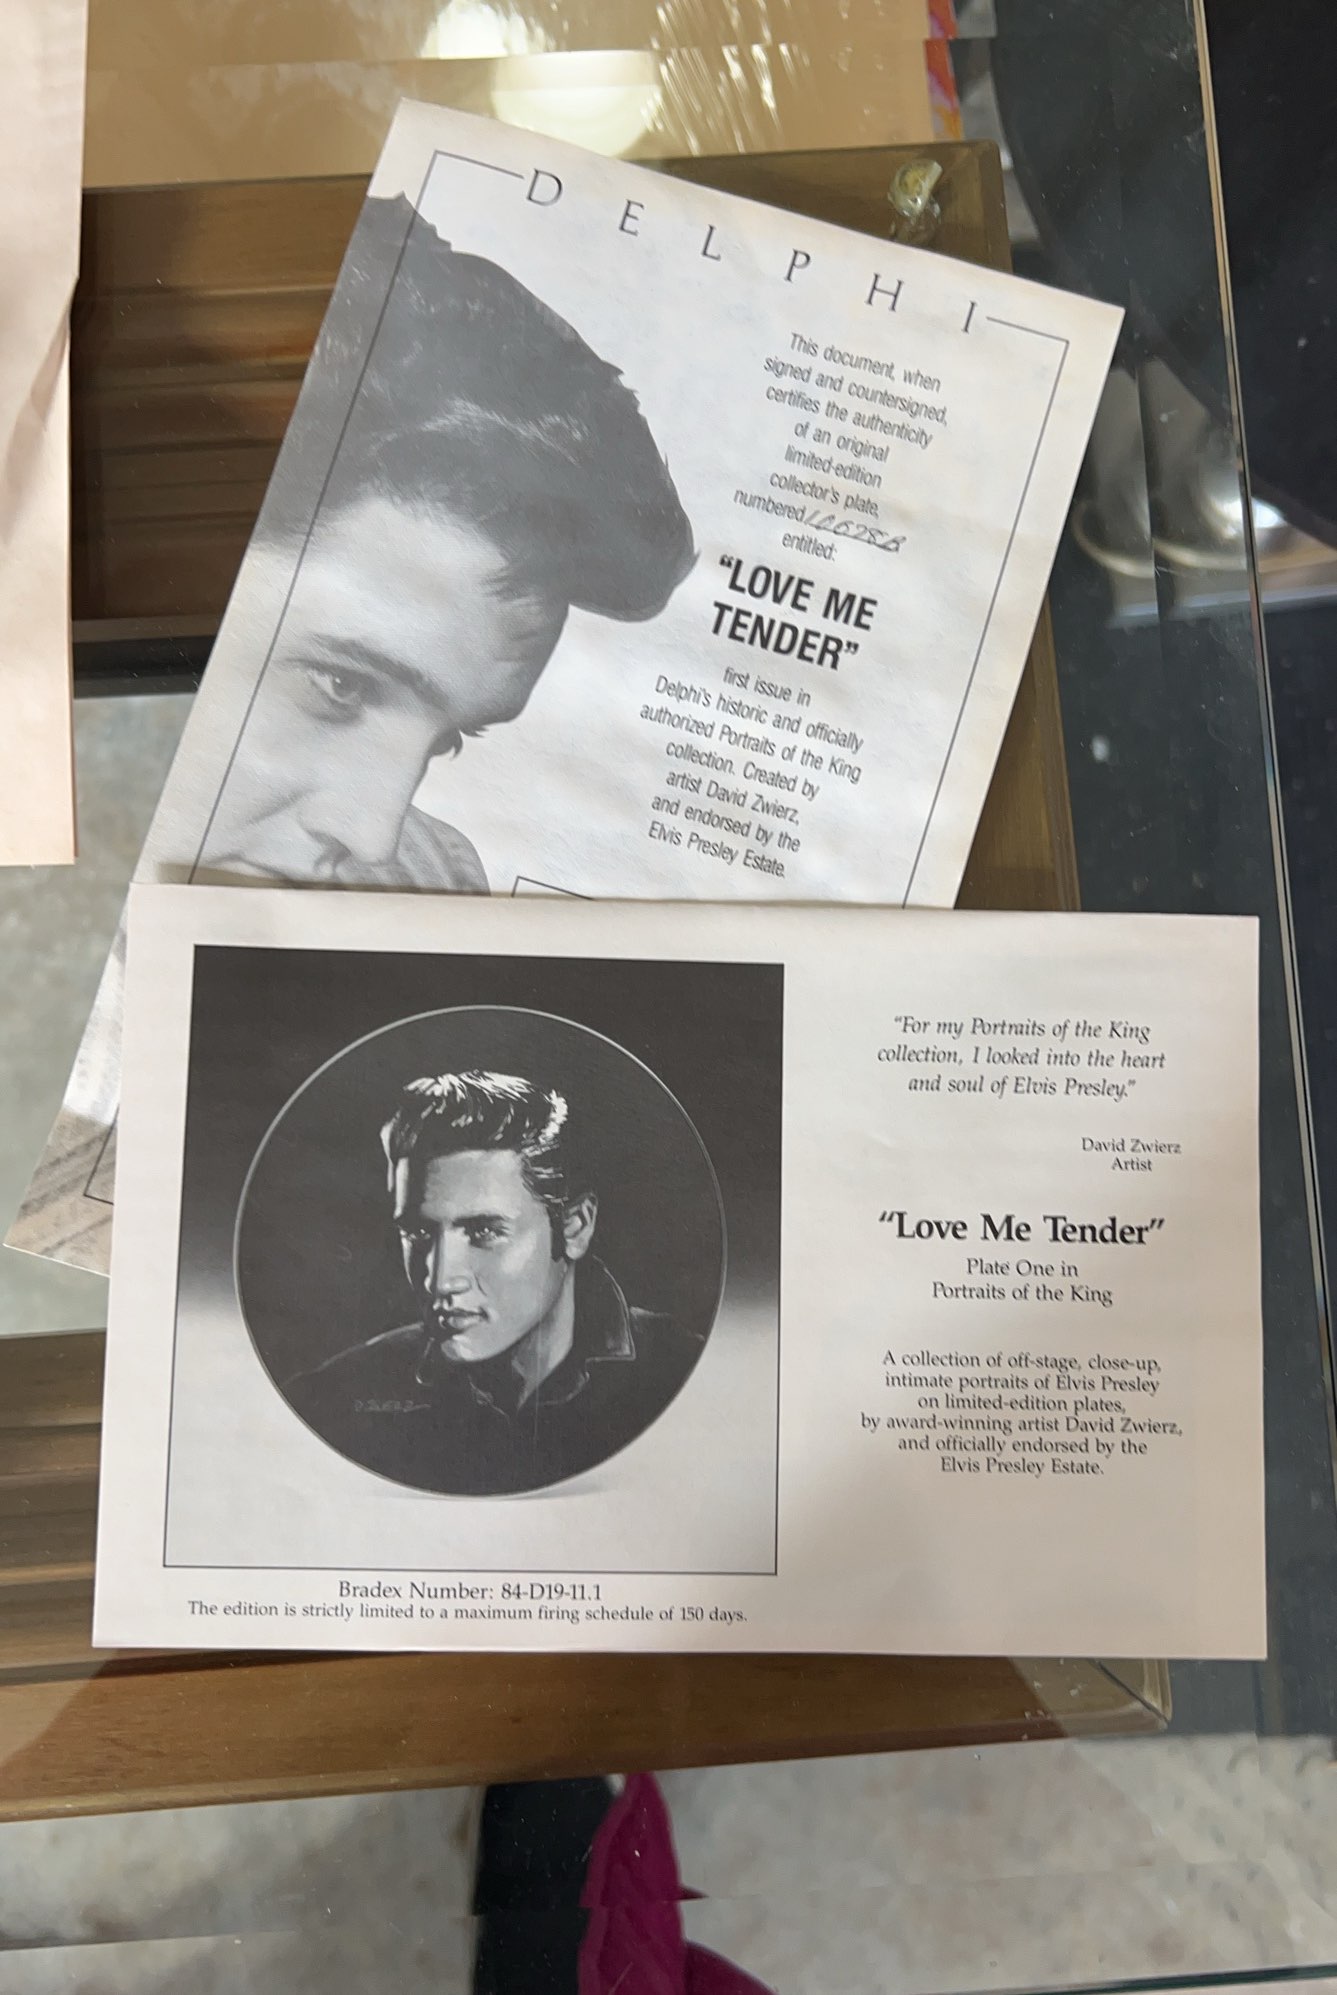 DELPHI
This document, when
signed and countersigned,
certifies the authenticity
of an original
limited-edition
collector's plate,
numbered
entitled:
"LOVE ME
TENDER"
first issue in
Delphi's historic and officially
authorized Portraits of the King
collection. Created by
artist David Zwierz,
and endorsed by the
Elvis Presley Estate.
"For my Portraits of the King
collection, I looked into the heart
and soul of Elvis Presley."
David Zwierz
Artist
"Love Me Tender"
Plate One in
Portraits of the King
A collection of off-stage, close-up,
intimate portraits of Elvis Presley
on limited-edition plates,
by award-winning artist David Zwierz,
and officially endorsed by the
Elvis Presley Estate.
D. ZWIERZ
Bradex Number: 84-D19-11.1
The edition is strictly limited to a maximum firing schedule of 150 days.